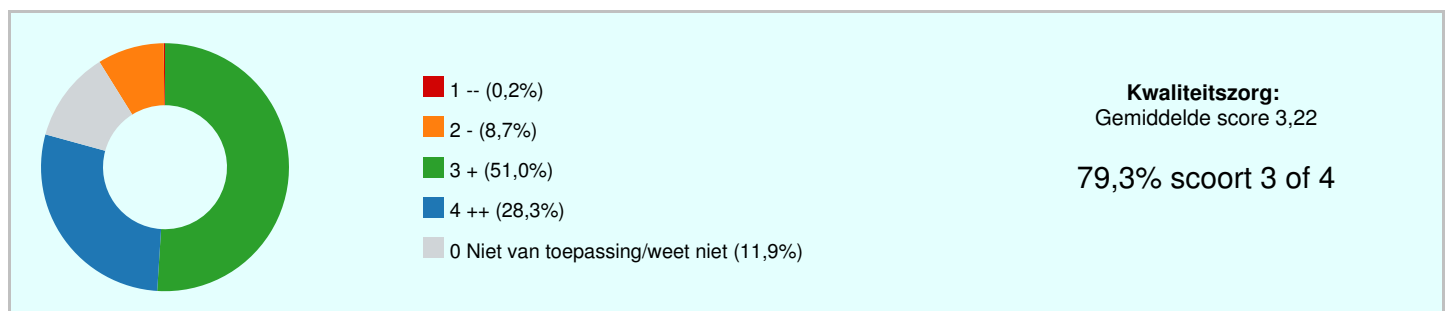 1 -- (0,2%)
2 - (8,7%)
3 + (51,0%)
4 ++ (28,3%)
0 Niet van toepassing/weet niet (11,9%)
Kwaliteitszorg:
Gemiddelde score 3,22
79,3% scoort 3 of 4